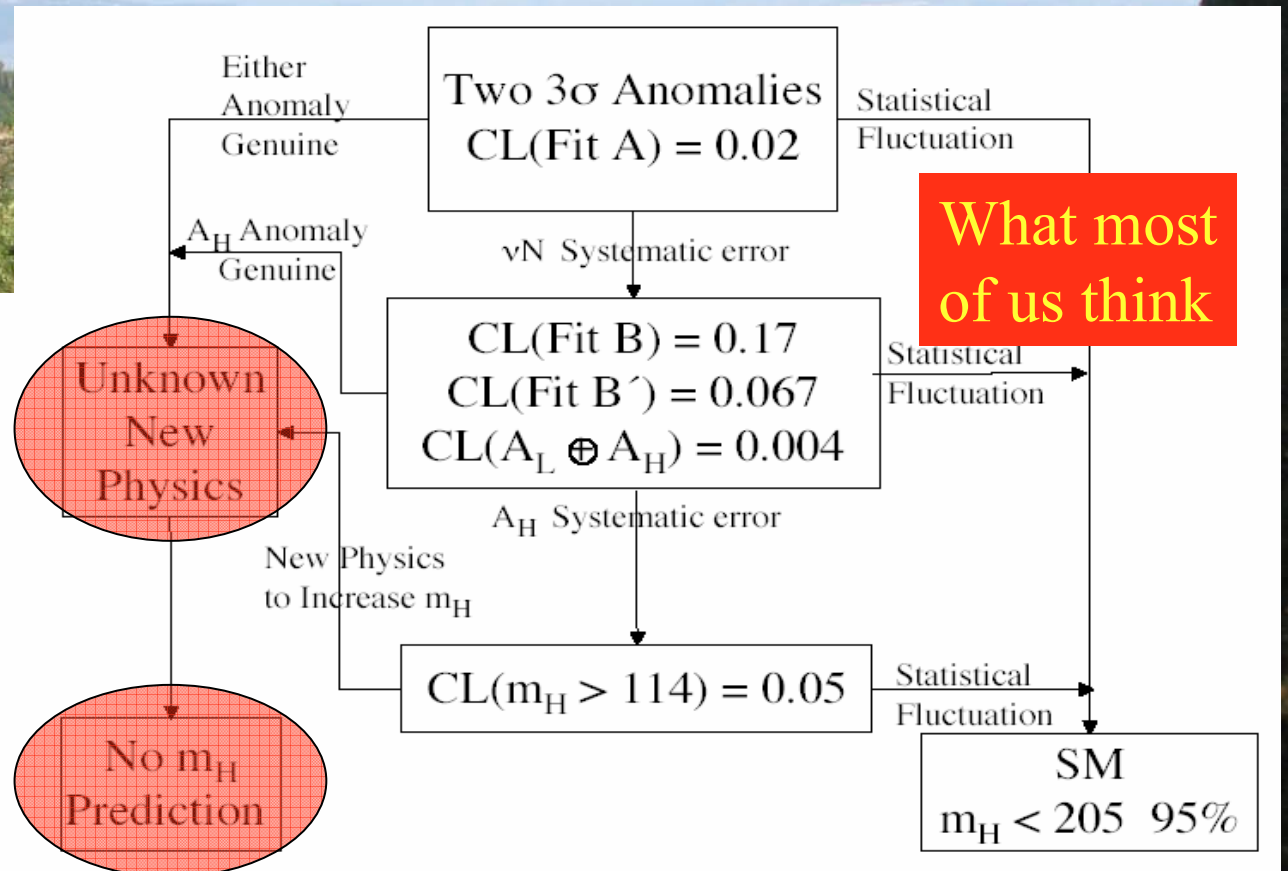 Either
Anomaly
Genuine
Two 3σ Anomalies
CL(Fit A) = 0.02
Statistical
Fluctuation
What most
of us think
A_H Anomaly
Genuine
νN Systematic error
CL(Fit B) = 0.17
CL(Fit B´) = 0.067
CL(A_L ⊕ A_H) = 0.004
Statistical
Fluctuation
Unknown
New
Physics
A_H Systematic error
New Physics
to Increase m_H
CL(m_H > 114) = 0.05
Statistical
Fluctuation
No m_H
Prediction
SM
m_H < 205 95%